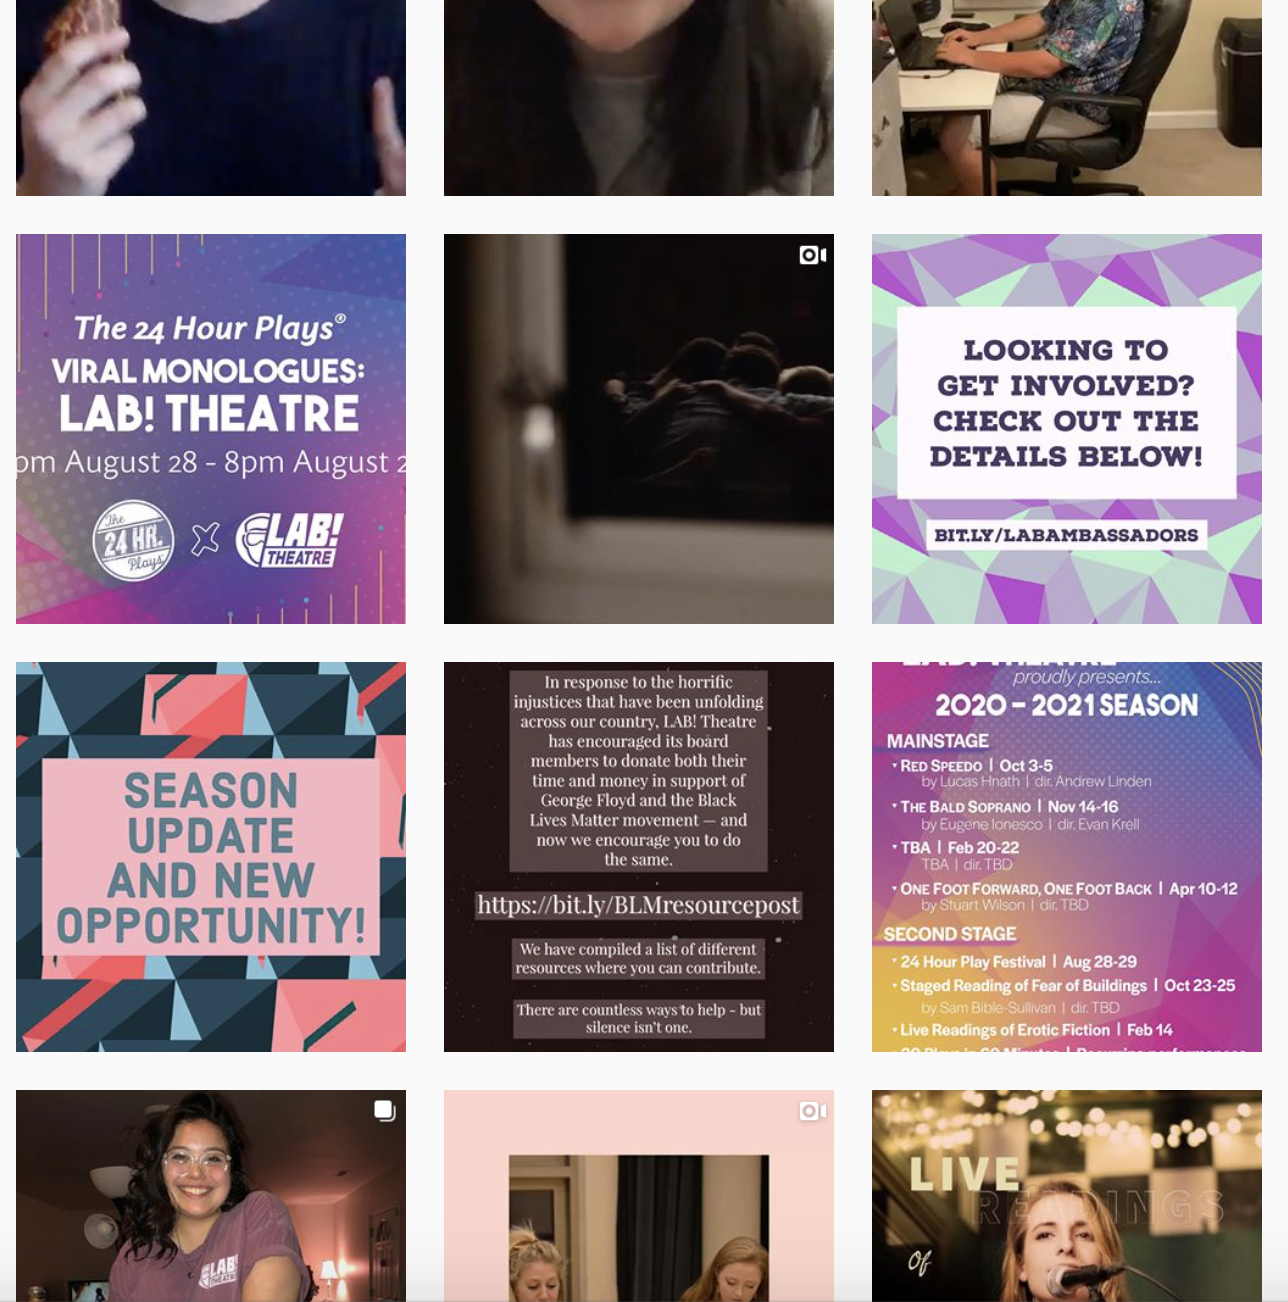 The 24 Hour Plays®
VIRAL MONOLOGUES:
LAB! THEATRE
pm August 28 - 8pm August 2
The
24 HR.
Plays
LAB!
THEATRE
LOOKING TO
GET INVOLVED?
CHECK OUT THE
DETAILS BELOW!
BIT.LY/LABAMBASSADORS
SEASON
UPDATE
AND NEW
OPPORTUNITY!
In response to the horrific
injustices that have been unfolding
across our country, LAB! Theatre
has encouraged its board
members to donate both their
time and money in support of
George Floyd and the Black
Lives Matter movement — and
now we encourage you to do
the same.
https://bit.ly/BLMresourcepost
We have compiled a list of different
resources where you can contribute.
There are countless ways to help - but
silence isn't one.
LAB! THEATRE
proudly presents...
2020 - 2021 SEASON
MAINSTAGE
RED SPEEDO | Oct 3-5
by Lucas Hnath | dir. Andrew Linden
THE BALD SOPRANO | Nov 14-16
by Eugene Ionesco | dir. Evan Krell
TBA | Feb 20-22
TBA | dir. TBD
ONE FOOT FORWARD, ONE FOOT BACK | Apr 10-12
by Stuart Wilson | dir. TBD
SECOND STAGE
24 Hour Play Festival | Aug 28-29
Staged Reading of Fear of Buildings | Oct 23-25
by Sam Bible-Sullivan | dir. TBD
Live Readings of Erotic Fiction | Feb 14
30 Plays in 60 Minutes | Recurring performances
LAB!
THEATRE
LIVE
READINGS
Of